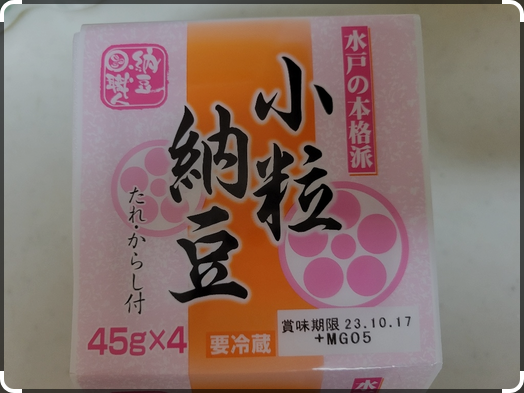 水戸の本格派
納豆
職人
小粒
納豆
たれ・からし付
45g×4
要冷蔵
賞味期限 23.10.17
+MG05
水